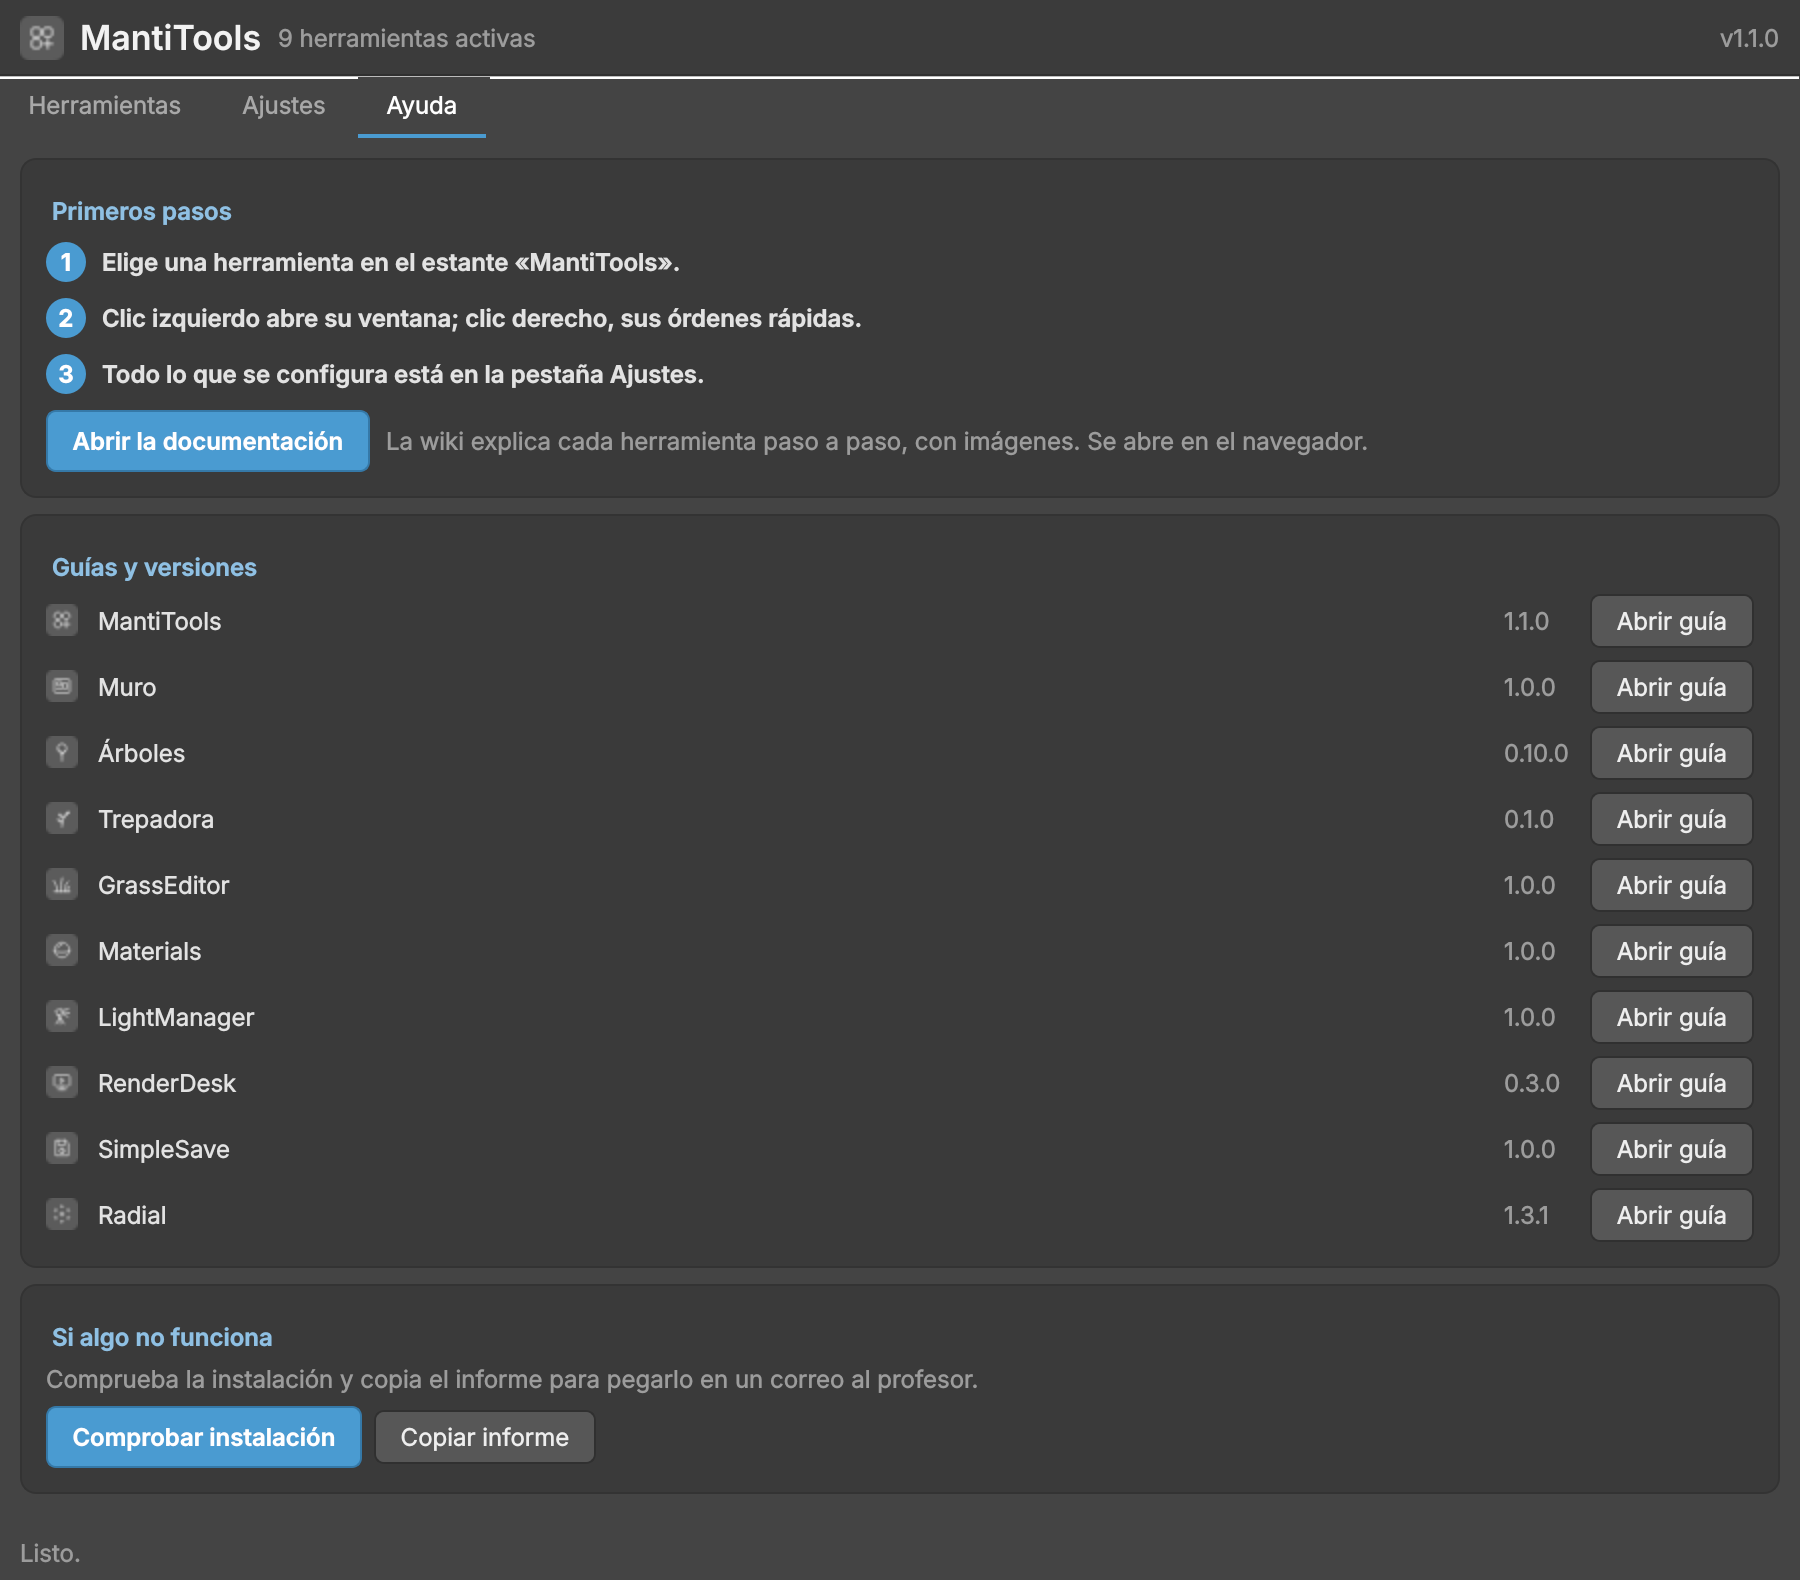 MantiTools 9 herramientas activas v1.1.0
Herramientas Ajustes Ayuda
Primeros pasos
1 Elige una herramienta en el estante «MantiTools».
2 Clic izquierdo abre su ventana; clic derecho, sus órdenes rápidas.
3 Todo lo que se configura está en la pestaña Ajustes.
Abrir la documentación La wiki explica cada herramienta paso a paso, con imágenes. Se abre en el navegador.
Guías y versiones
MantiTools 1.1.0 Abrir guía
Muro 1.0.0 Abrir guía
Árboles 0.10.0 Abrir guía
Trepadora 0.1.0 Abrir guía
GrassEditor 1.0.0 Abrir guía
Materials 1.0.0 Abrir guía
LightManager 1.0.0 Abrir guía
RenderDesk 0.3.0 Abrir guía
SimpleSave 1.0.0 Abrir guía
Radial 1.3.1 Abrir guía
Si algo no funciona
Comprueba la instalación y copia el informe para pegarlo en un correo al profesor.
Comprobar instalación Copiar informe
Listo.